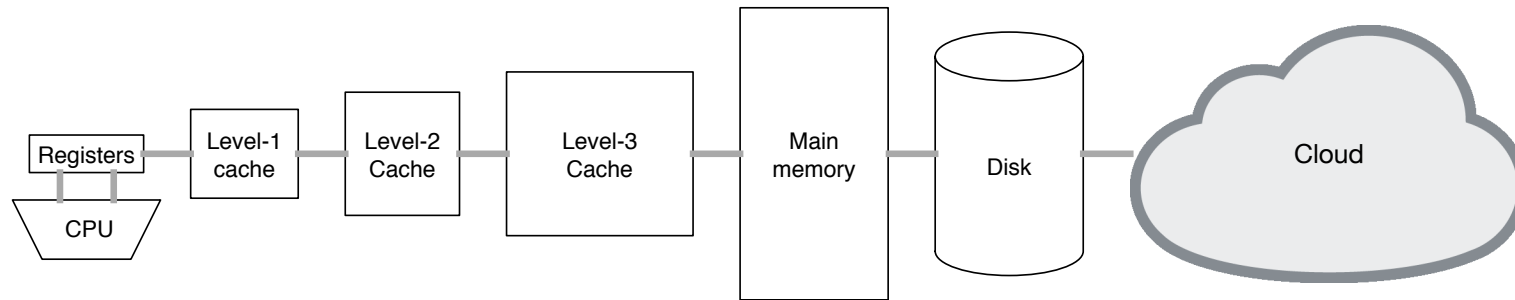 Registers
CPU
Level-1
cache
Level-2
Cache
Level-3
Cache
Main
memory
Disk
Cloud